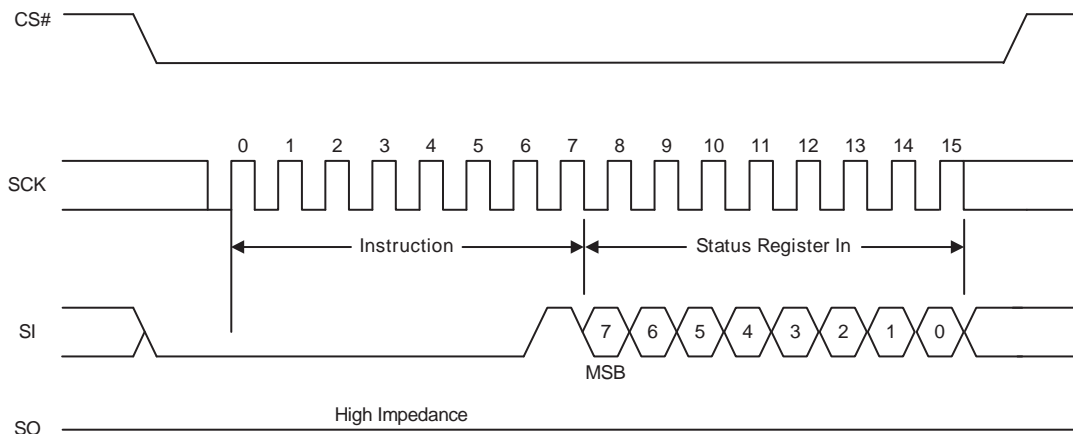 CS#
0 1 2 3 4 5 6 7 8 9 10 11 12 13 14 15
SCK
Instruction Status Register In
SI
7 6 5 4 3 2 1 0
MSB
High Impedance
SO